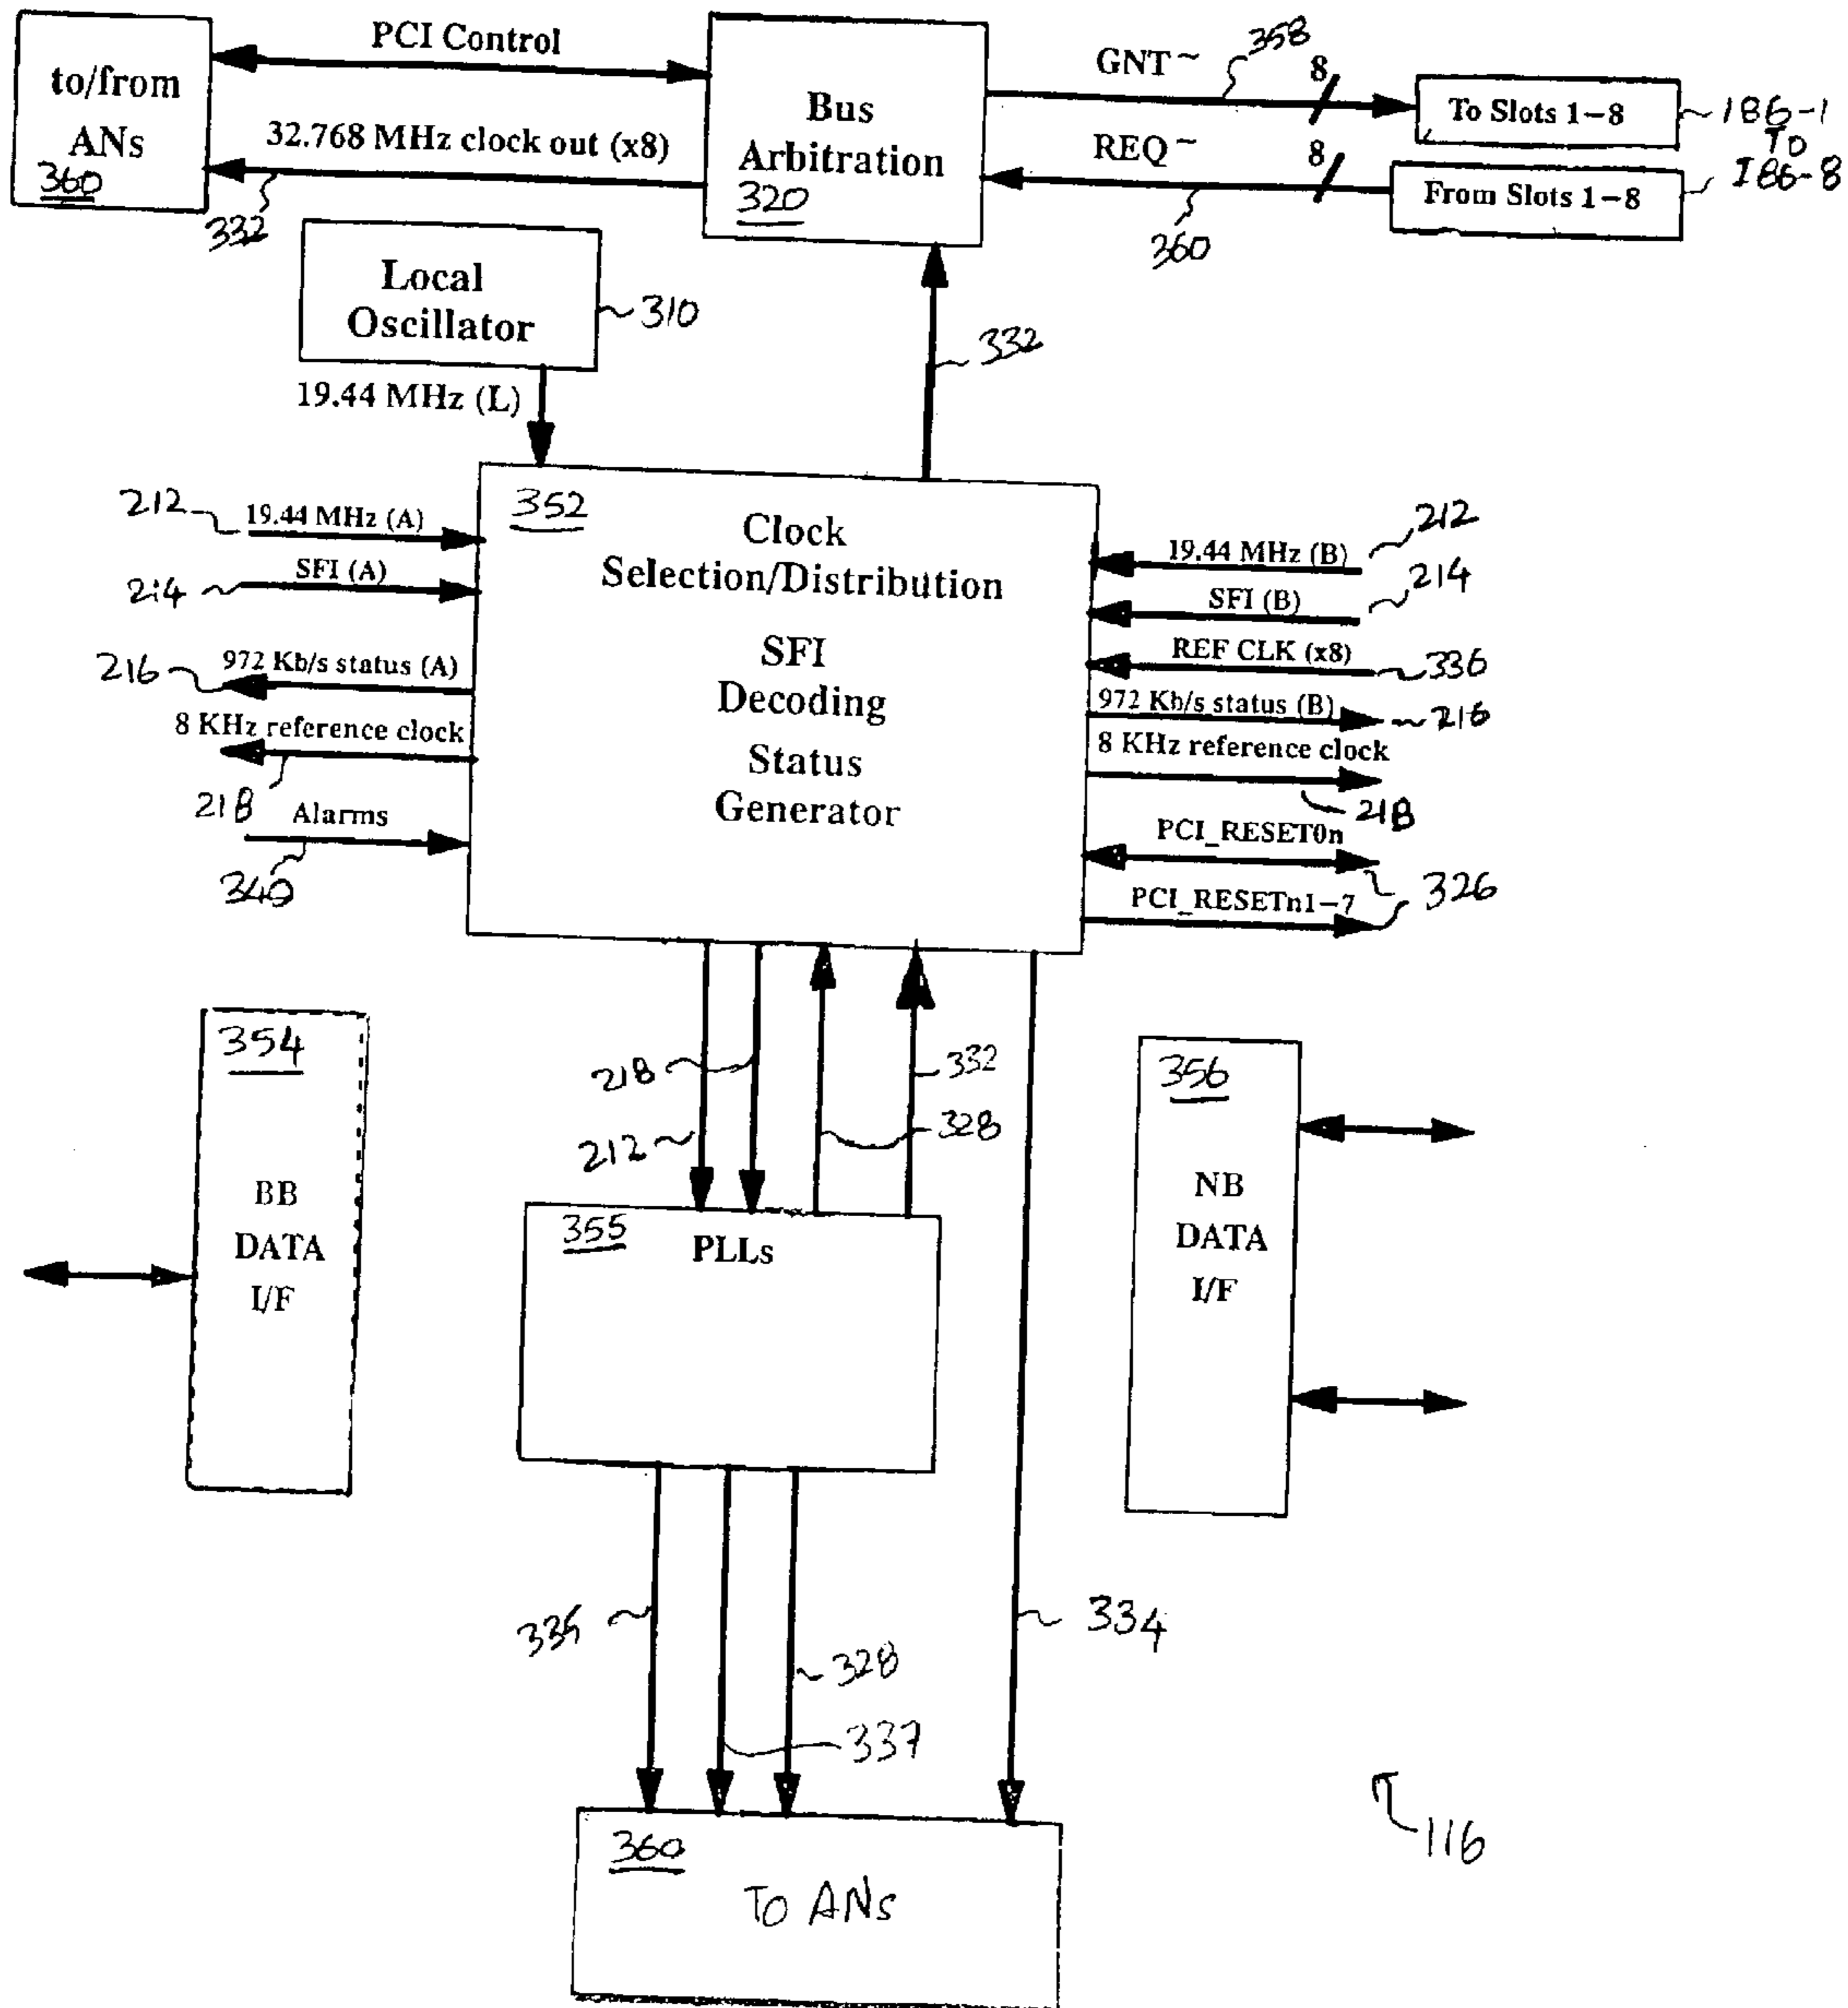 PCI Control
to/from
ANs
360
32.768 MHz clock out (x8)
332
Bus
Arbitration
320
GNT~
358
8
To Slots 1–8
186-1
TO
186-8
REQ~
8
From Slots 1–8
360
Local
Oscillator
310
19.44 MHz (L)
332
352
Clock
Selection/Distribution
SFI
Decoding
Status
Generator
212
19.44 MHz (A)
214
SFI (A)
216
972 Kb/s status (A)
8 KHz reference clock
218
Alarms
340
19.44 MHz (B)
212
SFI (B)
214
REF CLK (x8)
336
972 Kb/s status (B)
216
8 KHz reference clock
218
PCI_RESET0n
326
PCI_RESETn1–7
354
BB
DATA
I/F
218
212
332
328
356
NB
DATA
I/F
355
PLLs
335
328
337
334
360
TO ANs
116